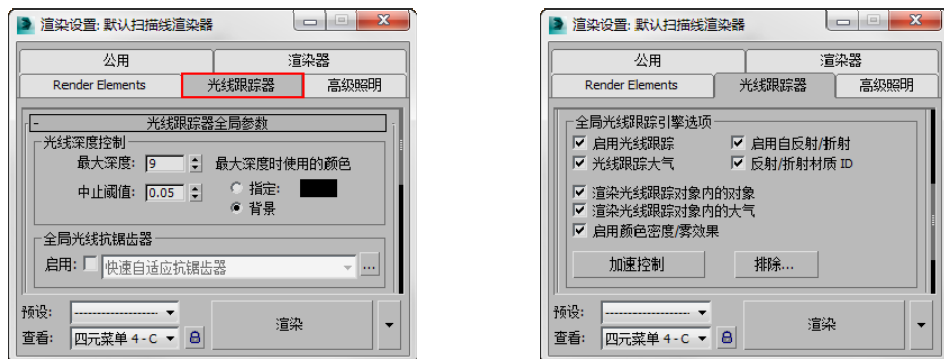 渲染设置: 默认扫描线渲染器
公用
渲染器
Render Elements
光线跟踪器
高级照明
- 光线跟踪器全局参数
光线深度控制
最大深度: 9
最大深度时使用的颜色
中止阈值: 0.05
指定:
背景
全局光线抗锯齿器
启用: 快速自适应抗锯齿器 ...
预设: -------------------
查看: 四元菜单 4 - C
渲染
渲染设置: 默认扫描线渲染器
公用
渲染器
Render Elements
光线跟踪器
高级照明
全局光线跟踪引擎选项
启用光线跟踪
启用自反射/折射
光线跟踪大气
反射/折射材质 ID
渲染光线跟踪对象内的对象
渲染光线跟踪对象内的大气
启用颜色密度/雾效果
加速控制
排除...
预设: -------------------
查看: 四元菜单 4 - C
渲染